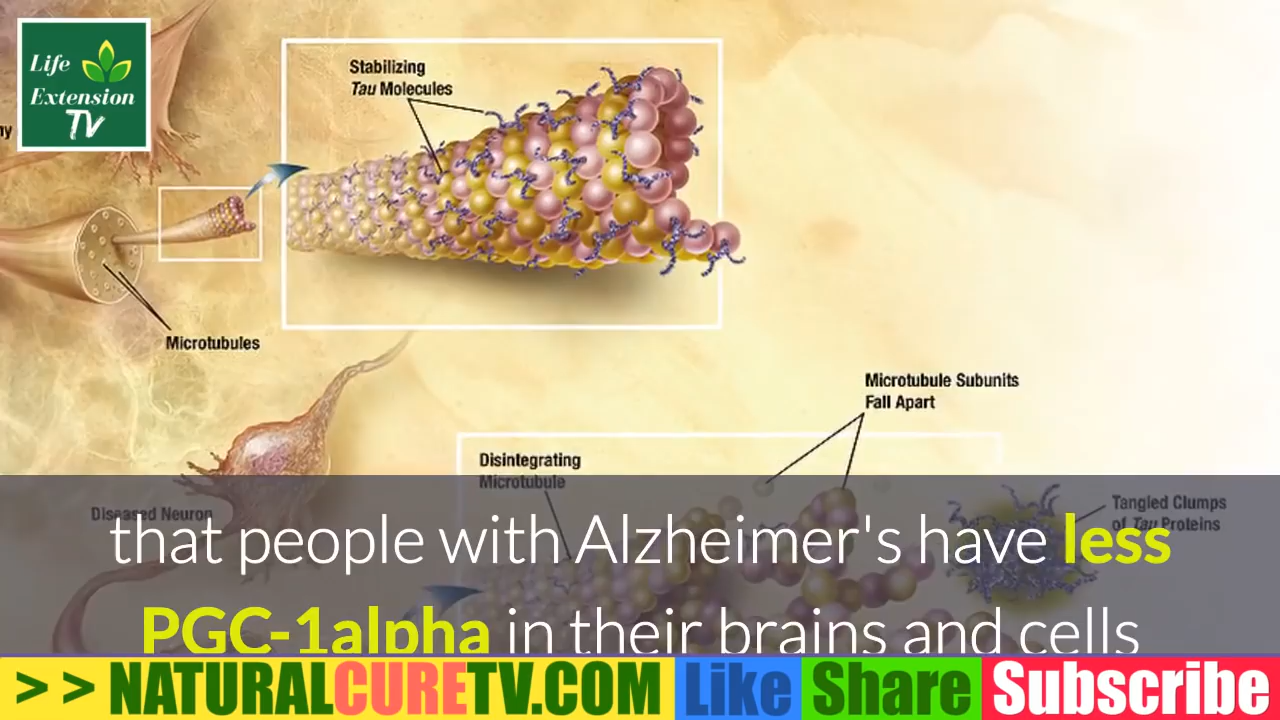 Life
Extension
TV
ny
Stabilizing
Tau Molecules
Microtubules
Microtubule Subunits
Fall Apart
Disintegrating
Microtubule
Diseased Neuron
Tangled Clumps
of Tau Proteins
that people with Alzheimer's have less
PGC-1alpha in their brains and cells
> > NATURALCURETV.COM Like Share Subscribe